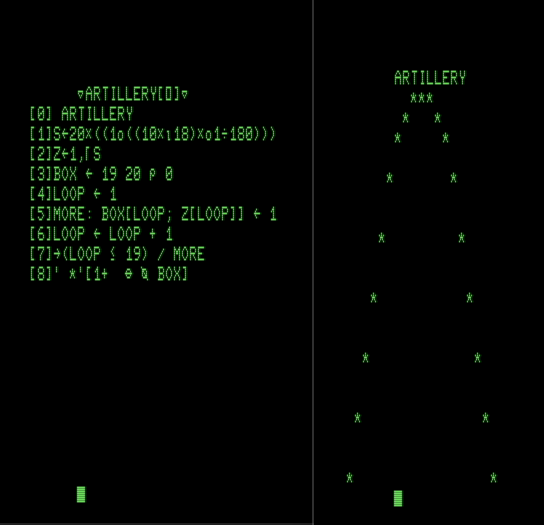 ∇ARTILLERY[⎕]∇
[0] ARTILLERY
[1]S←20×((1○((10×⍳18)×○1÷180)))
[2]Z←1,⌈S
[3]BOX ← 19 20 ⍴ 0
[4]LOOP ← 1
[5]MORE: BOX[LOOP; Z[LOOP]] ← 1
[6]LOOP ← LOOP + 1
[7]→(LOOP ≤ 19) / MORE
[8]' *'[1+ ⊖ ⍉ BOX]
ARTILLERY
***
* *
* *
* *
* *
* *
* *
* *
* *